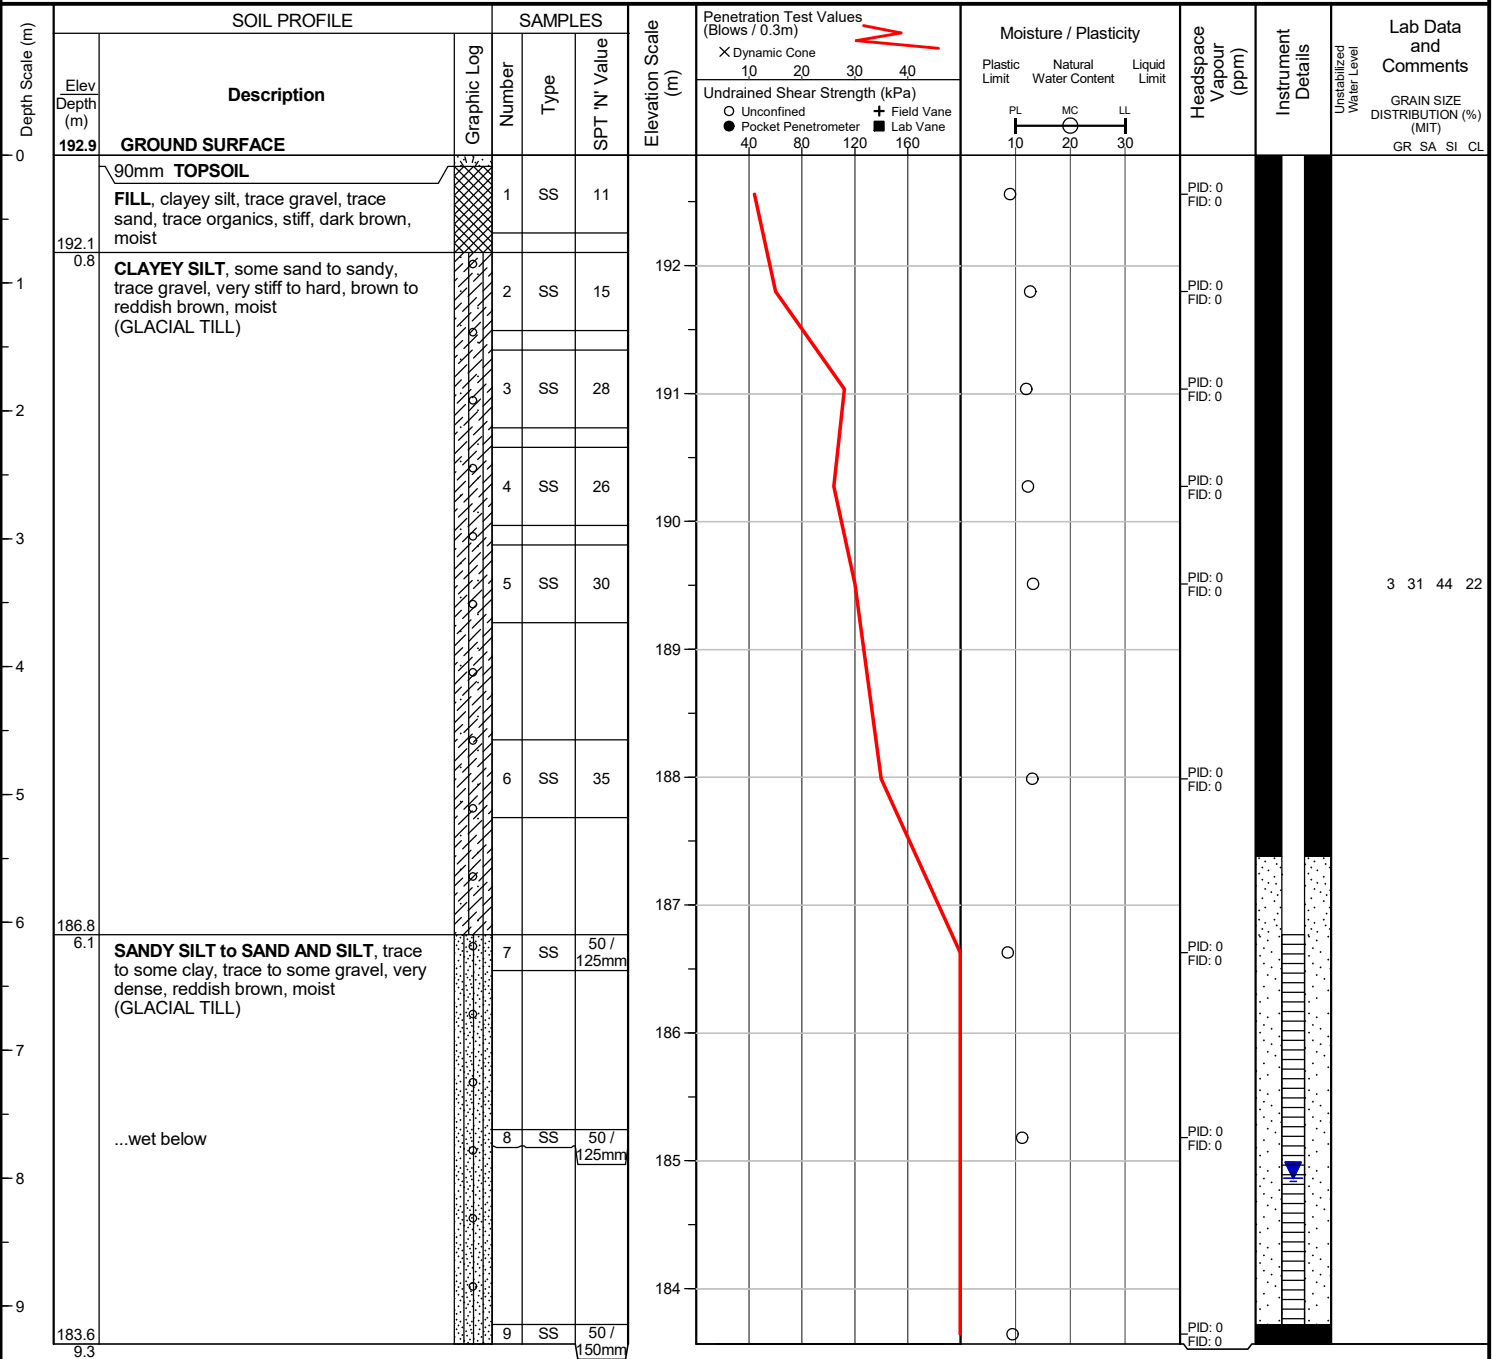 SOIL PROFILE
SAMPLES
Depth Scale (m)
Elev
Depth
(m)
Description
Graphic Log
Number
Type
SPT 'N' Value
Elevation Scale
(m)
Penetration Test Values
(Blows / 0.3m)
Dynamic Cone
10 20 30 40
Undrained Shear Strength (kPa)
Unconfined
Field Vane
Pocket Penetrometer
Lab Vane
40 80 120 160
Moisture / Plasticity
Plastic
Limit
Natural
Water Content
Liquid
Limit
PL MC LL
10 20 30
Headspace
Vapour
(ppm)
Instrument
Details
Unstabilized
Water Level
Lab Data
and
Comments
GRAIN SIZE
DISTRIBUTION (%)
(MIT)
GR SA SI CL
192.9 GROUND SURFACE
0
90mm TOPSOIL
FILL, clayey silt, trace gravel, trace
sand, trace organics, stiff, dark brown,
moist
1 SS 11
PID: 0
FID: 0
192.1
0.8
CLAYEY SILT, some sand to sandy,
trace gravel, very stiff to hard, brown to
reddish brown, moist
(GLACIAL TILL)
192
1
2 SS 15
PID: 0
FID: 0
3 SS 28
PID: 0
FID: 0
191
2
4 SS 26
PID: 0
FID: 0
190
3
5 SS 30
PID: 0
FID: 0
3 31 44 22
189
4
6 SS 35
188
PID: 0
FID: 0
5
187
6
186.8
6.1
SANDY SILT to SAND AND SILT, trace
to some clay, trace to some gravel, very
dense, reddish brown, moist
(GLACIAL TILL)
7 SS 50 /
125mm
PID: 0
FID: 0
186
7
...wet below
8 SS 50 /
125mm
PID: 0
FID: 0
185
8
184
9
183.6
9.3
9 SS 50 /
150mm
PID: 0
FID: 0